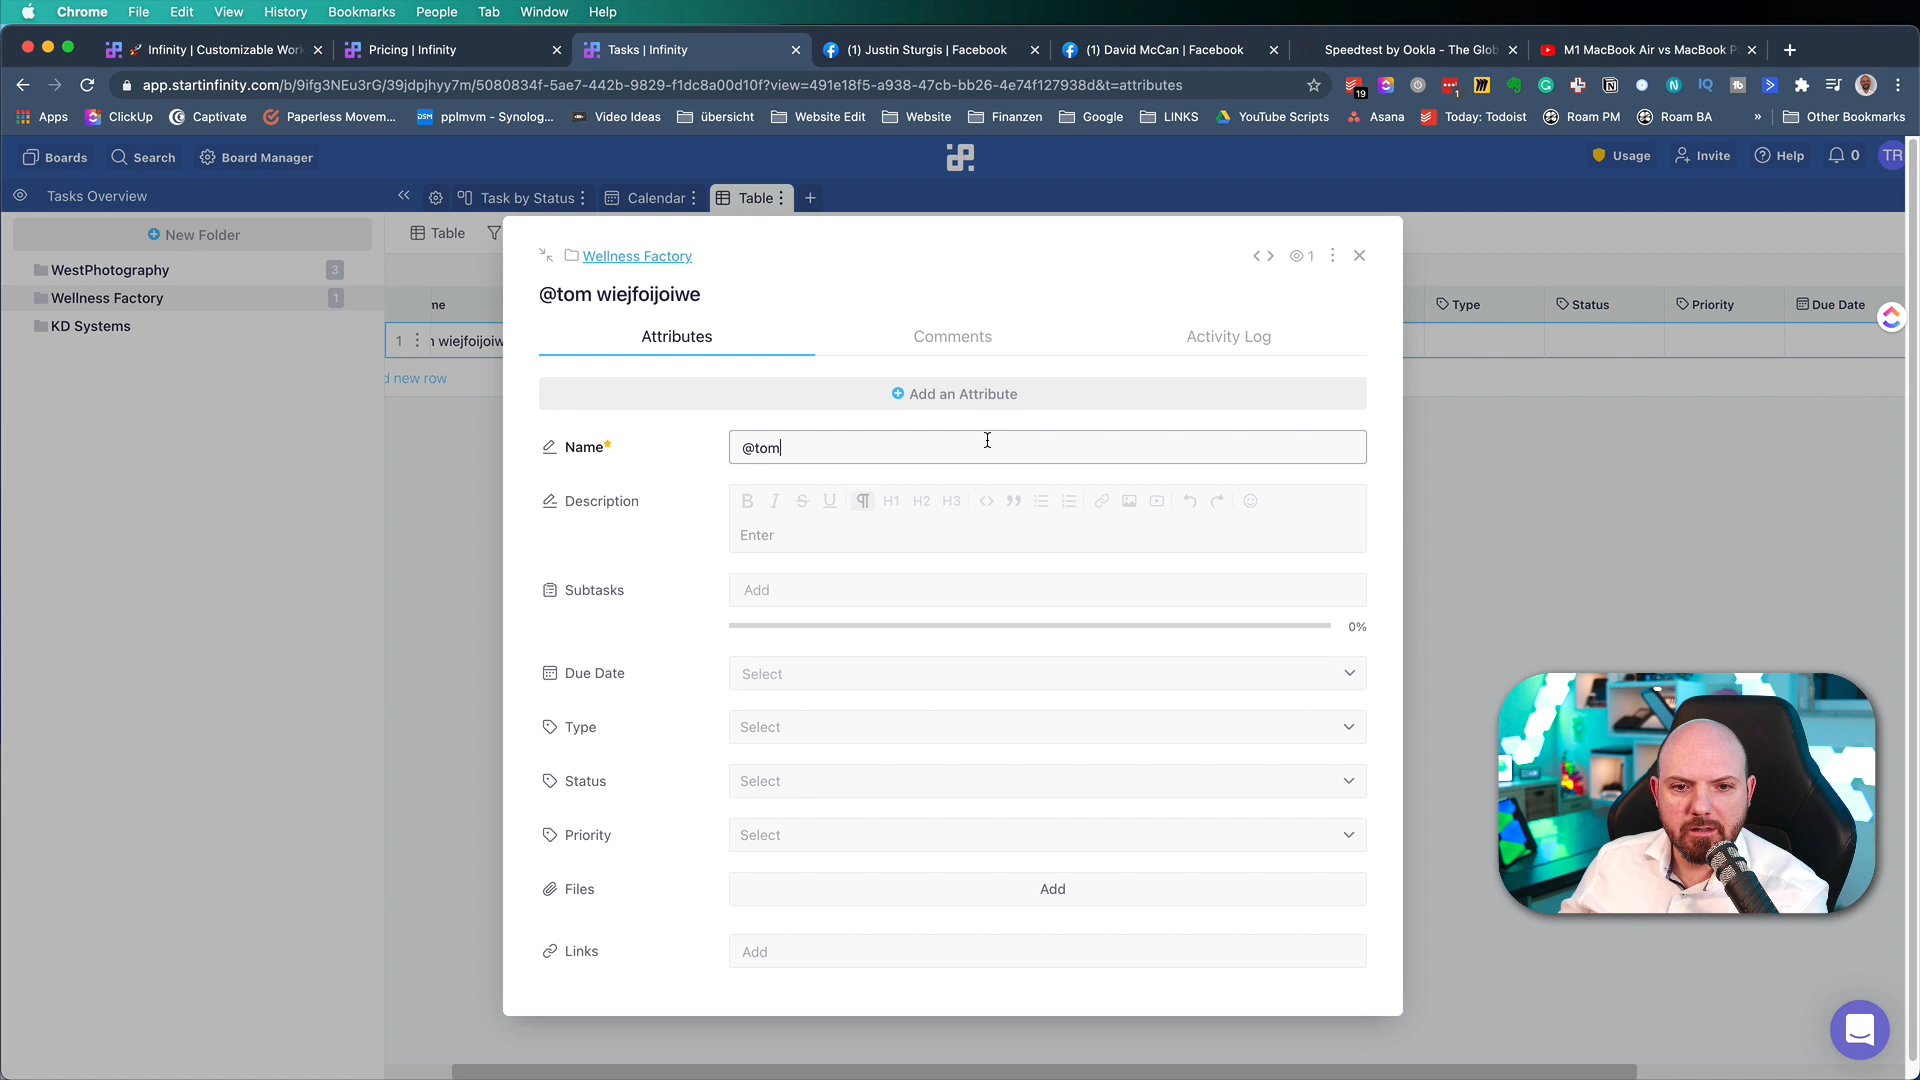 Chrome File Edit View History Bookmarks People Tab Window Help
Infinity | Customizable Work
Pricing | Infinity
Tasks | Infinity
(1) Justin Sturgis | Facebook
(1) David McCan | Facebook
Speedtest by Ookla - The Glob
M1 MacBook Air vs MacBook P
app.startinfinity.com/b/9ifg3NEu3rG/39jdpjhyy7m/5080834f-5ae7-442b-9829-f1dc8a00d10f?view=491e18f5-a938-47cb-bb26-4e74f127938d&t=attributes
19
1
Apps ClickUp Captivate Paperless Movem... pplmvm - Synolog... Video Ideas übersicht Website Edit Website Finanzen Google LINKS YouTube Scripts Asana Today: Todoist Roam PM Roam BA » Other Bookmarks
Boards Search Board Manager Usage Invite Help 0 TR
Tasks Overview
Task by Status Calendar Table
New Folder
Table
WestPhotography 3
Wellness Factory 1
KD Systems
me Type Status Priority Due Date
1 n wiejfoijoiw
d new row
Wellness Factory
1
@tom wiejfoijoiwe
Attributes Comments Activity Log
Add an Attribute
Name @tom
Description H1 H2 H3
Enter
Subtasks Add
0%
Due Date Select
Type Select
Status Select
Priority Select
Files Add
Links Add